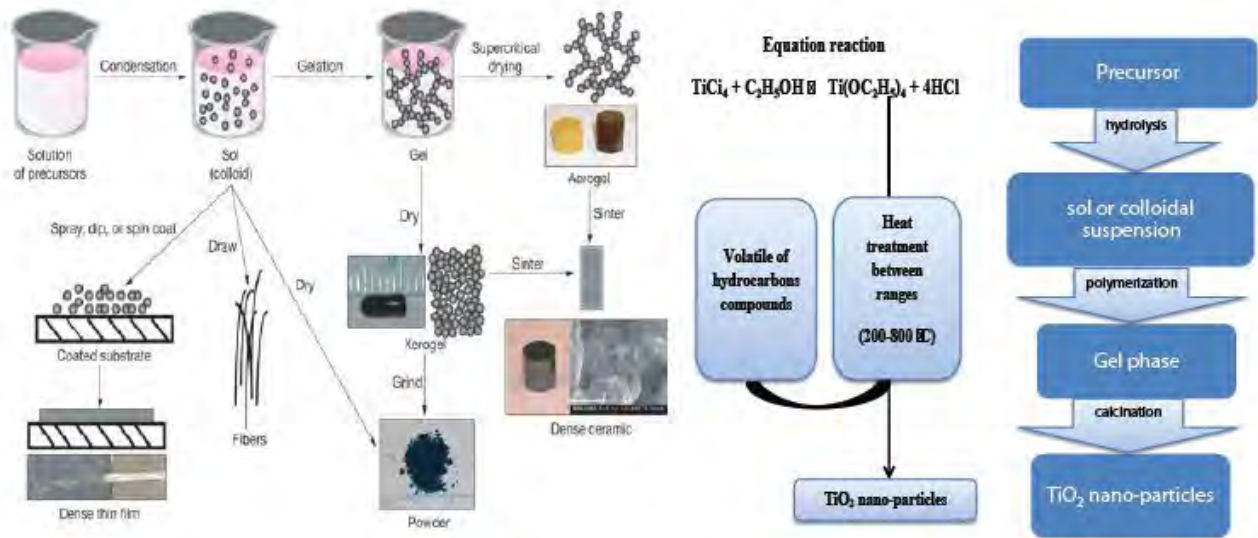 Condensation
Gelation
Supercritical
drying
Solution
of precursors
Sol
(colloid)
Gel
Aerogel
Spray, dip, or spin coat
Draw
Dry
Dry
Sinter
Sinter
Coated substrate
Xerogel
Grind
Dense ceramic
Fibers
Dense thin film
Powder
Equation reaction
TiCi₄ + C₂H₅OH Ti(OC₂H₅)₄ + 4HCl
Volatile of
hydrocarbons
compounds
Heat
treatment
between
ranges
(200-800 C)
TiO₂ nano-particles
Precursor
hydrolysis
sol or colloidal
suspension
polymerization
Gel phase
calcination
TiO₂ nano-particles